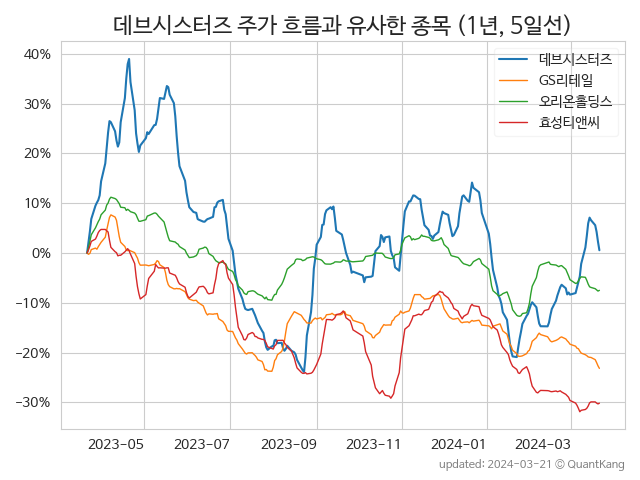 데브시스터즈 주가 흐름과 유사한 종목 (1년, 5일선)
데브시스터즈
GS리테일
오리온홀딩스
효성티앤씨
40%
30%
20%
10%
0%
−10%
−20%
−30%
2023-05 2023-07 2023-09 2023-11 2024-01 2024-03
updated: 2024-03-21 © QuantKang